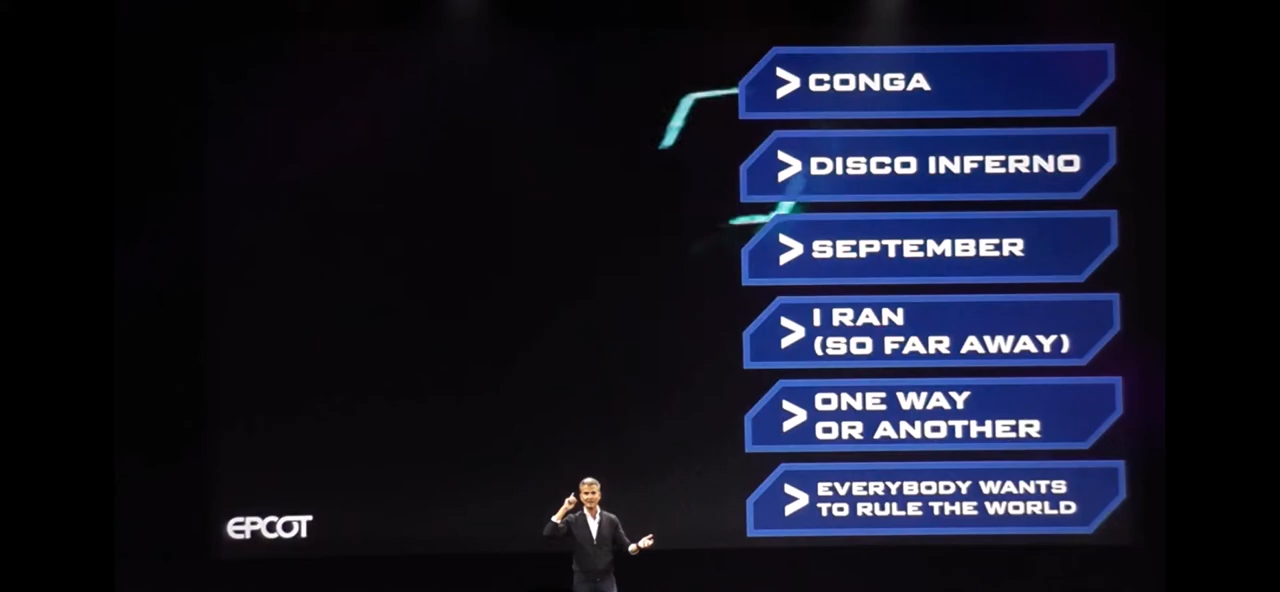 > CONGA
> DISCO INFERNO
> SEPTEMBER
> I RAN
(SO FAR AWAY)
> ONE WAY
OR ANOTHER
> EVERYBODY WANTS
TO RULE THE WORLD
EPCOT